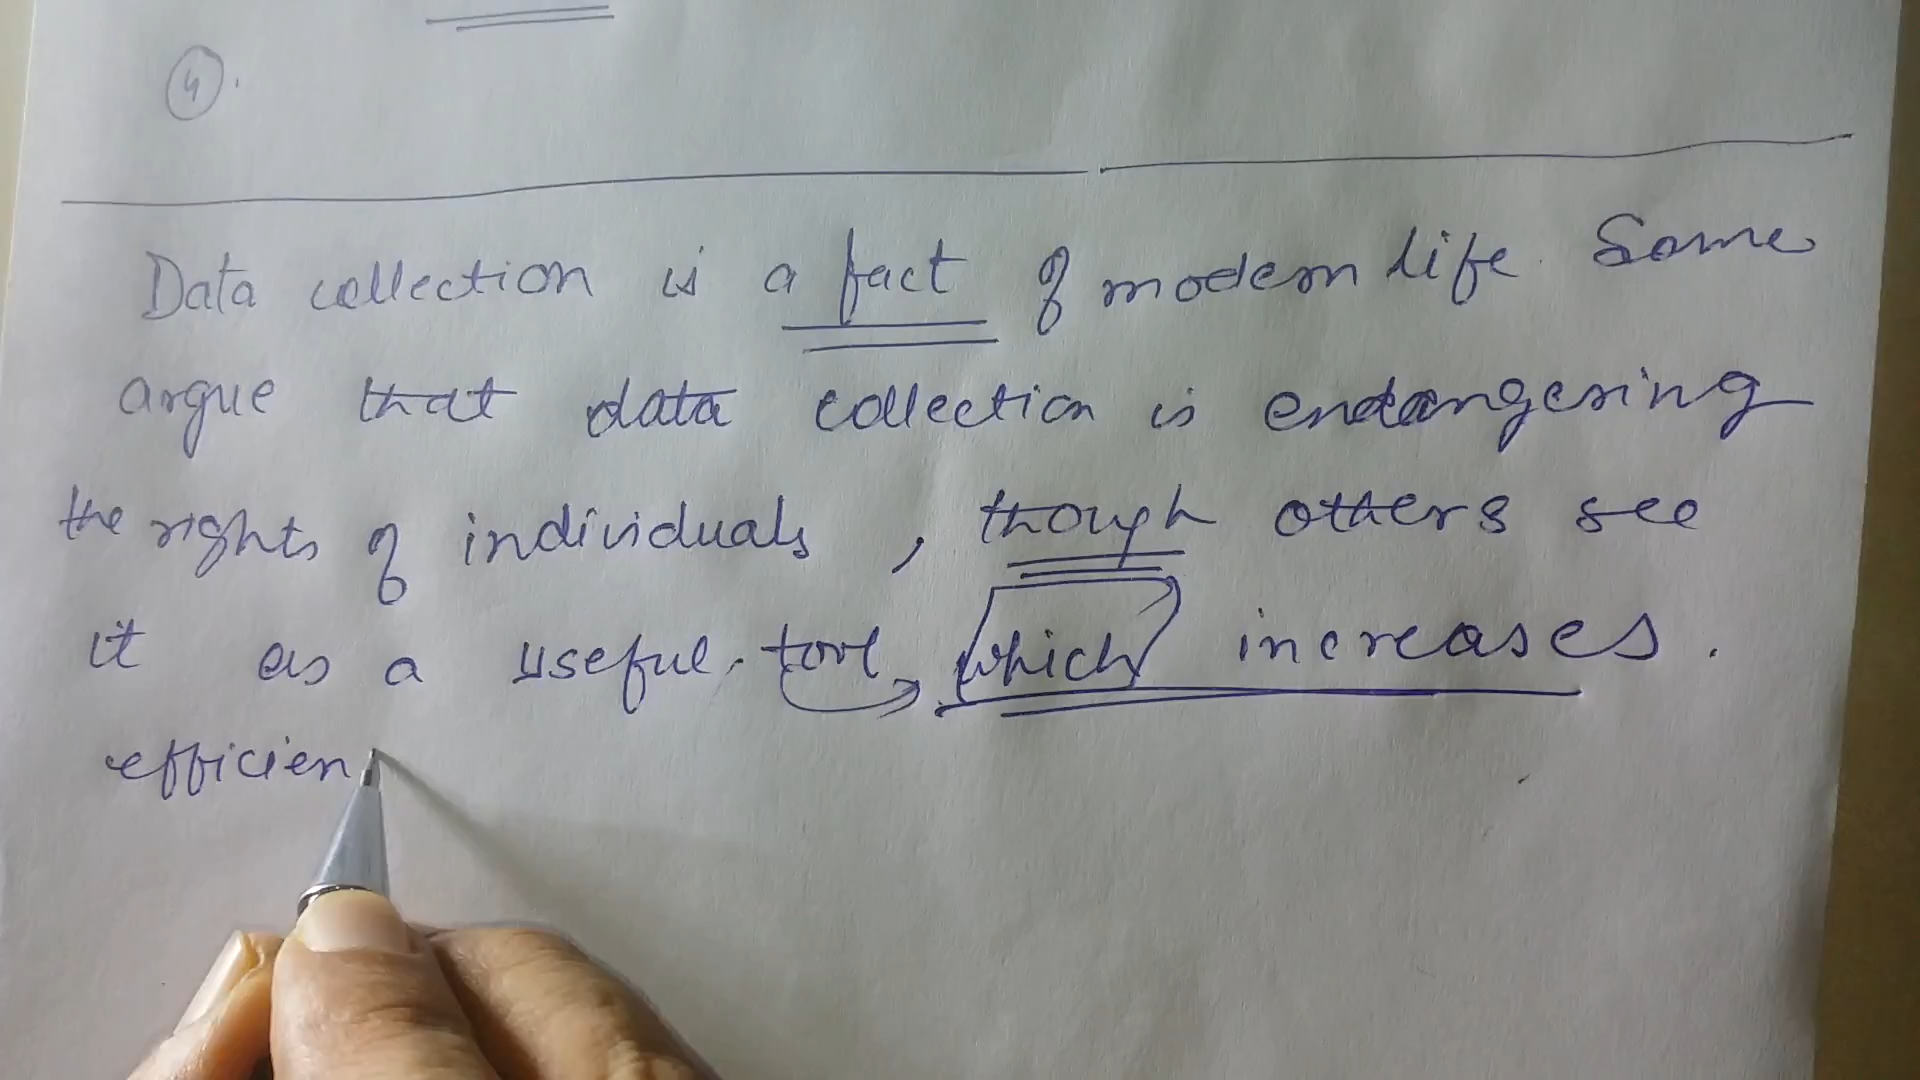 4.
Data collection is a fact of modern life. Some
argue that data collection is endangering
the rights of individuals, though others see
it as a useful tool which increases.
efficien